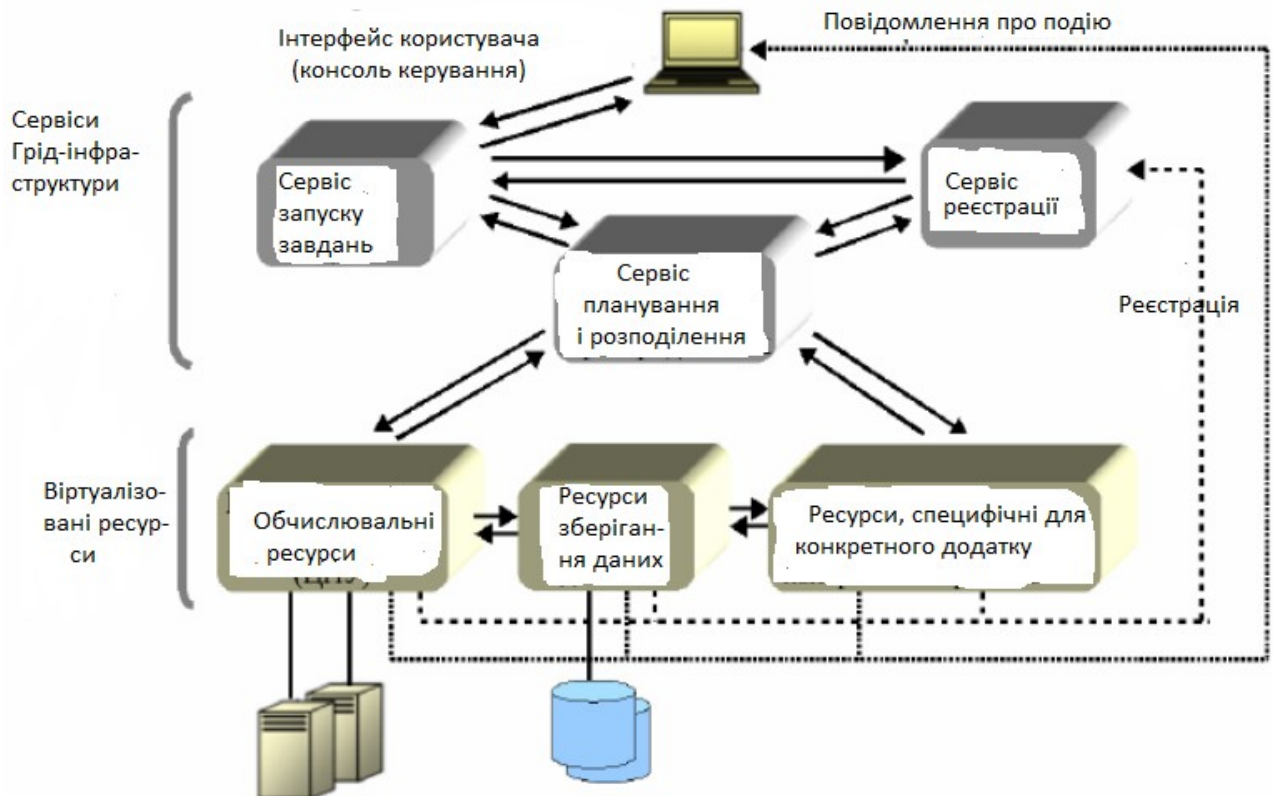 Повідомлення про подію
Інтерфейс користувача
(консоль керування)
Сервіси
Грід-інфра-
структури
Сервіс
запуску
завдань
Сервіс
реєстрації
Сервіс
планування
і розподілення
Реєстрація
Віртуалізо-
вані ресур-
си
Обчислювальні
ресурси
Ресурси
зберіган-
ня даних
Ресурси, специфічні для
конкретного додатку